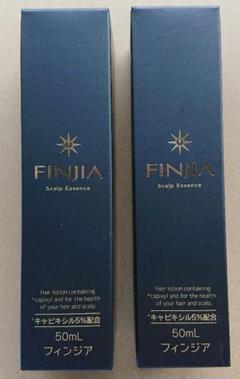 FINJIA
Scalp Essence
Hair lotion containing
*capixyl and for the health
of your hair and scalp.
*キャピキシル5%配合
50mL
フィンジア
FINJIA
Scalp Essence
Hair lotion containing
*capixyl and for the health
of your hair and scalp.
*キャピキシル5%配合
50mL
フィンジア